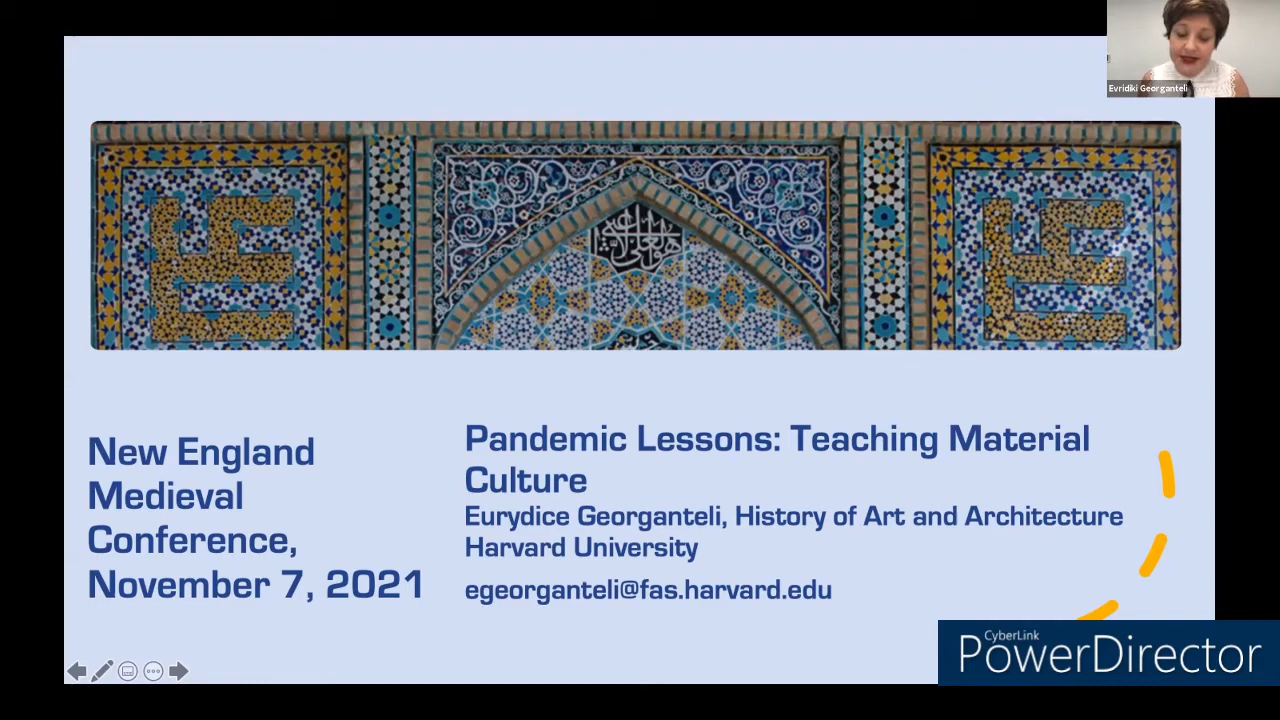 Evridiki Georganteli
New England
Medieval
Conference,
November 7, 2021
Pandemic Lessons: Teaching Material
Culture
Eurydice Georganteli, History of Art and Architecture
Harvard University
egeorganteli@fas.harvard.edu
CyberLink
PowerDirector